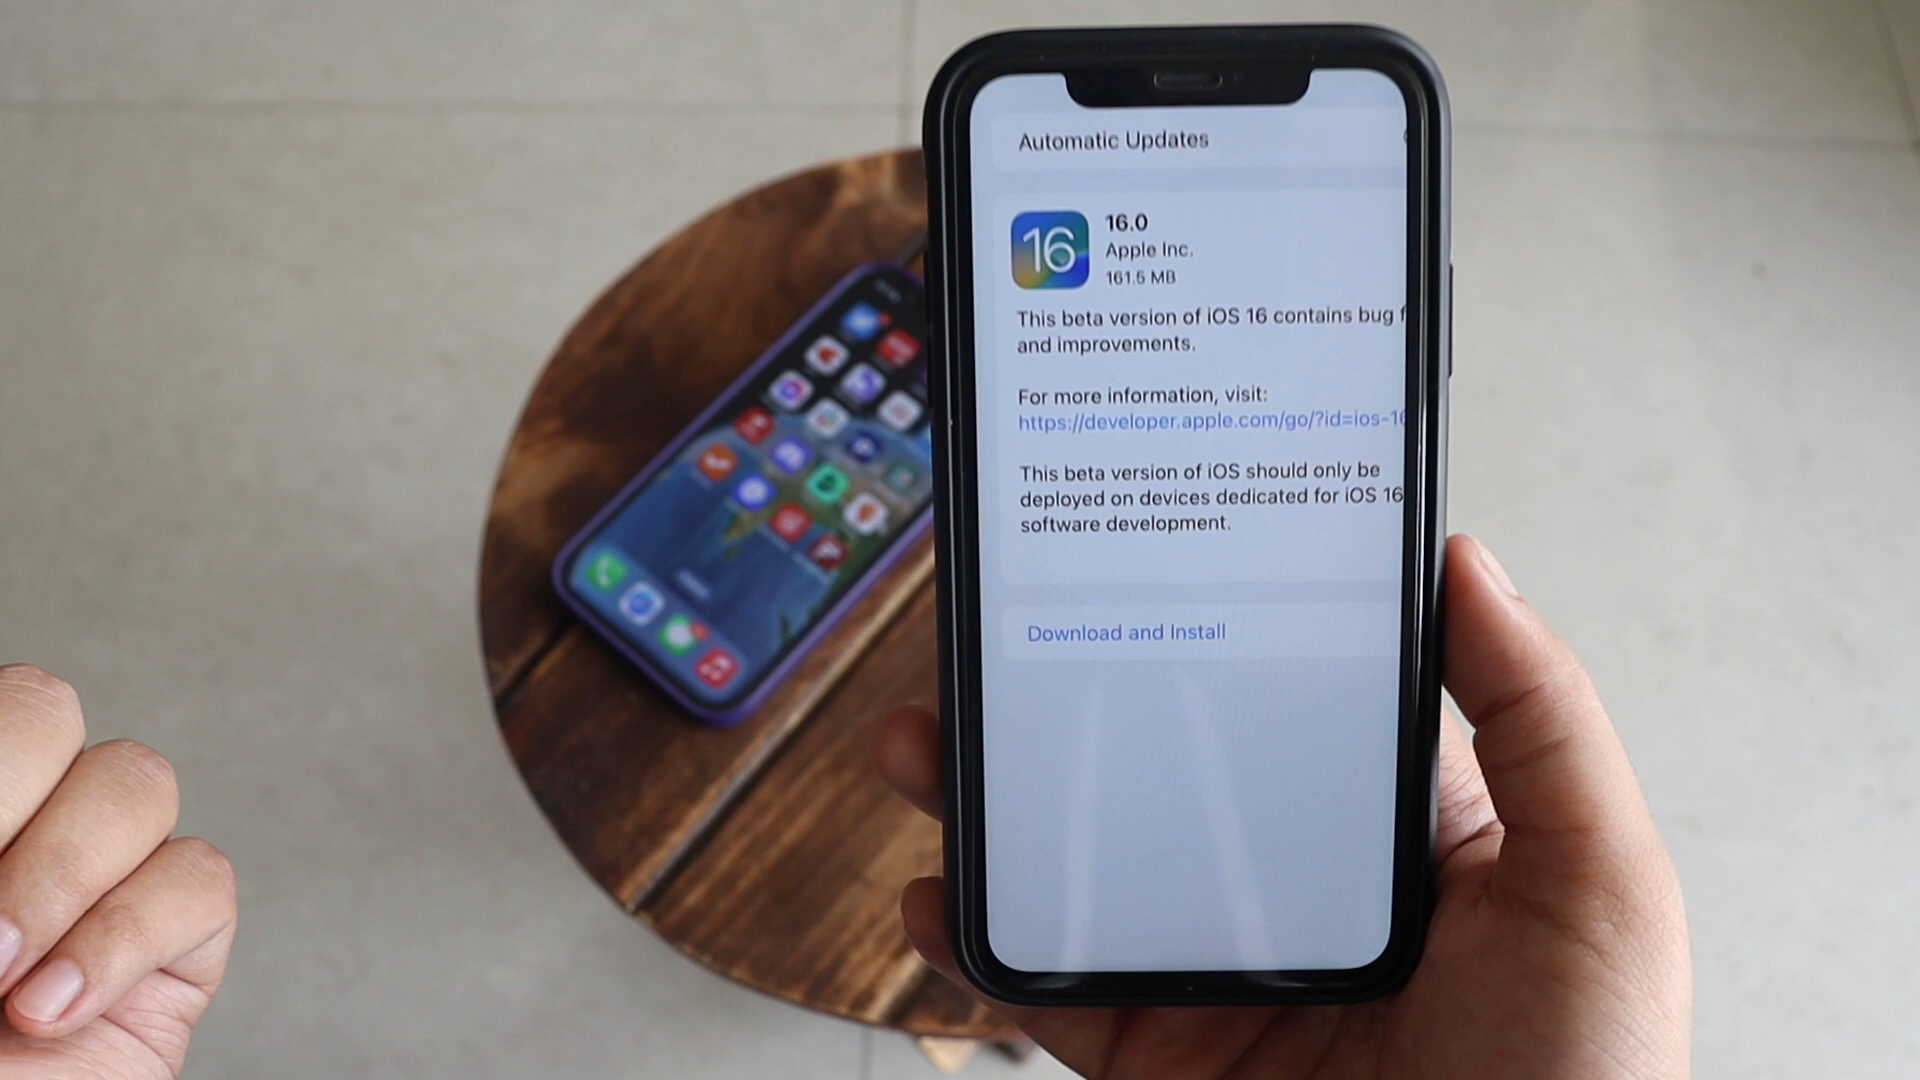 Automatic Updates
16
16.0
Apple Inc.
161.5 MB
This beta version of iOS 16 contains bug f
and improvements.
For more information, visit:
https://developer.apple.com/go/?id=ios-16
This beta version of iOS should only be
deployed on devices dedicated for iOS 16
software development.
Download and Install